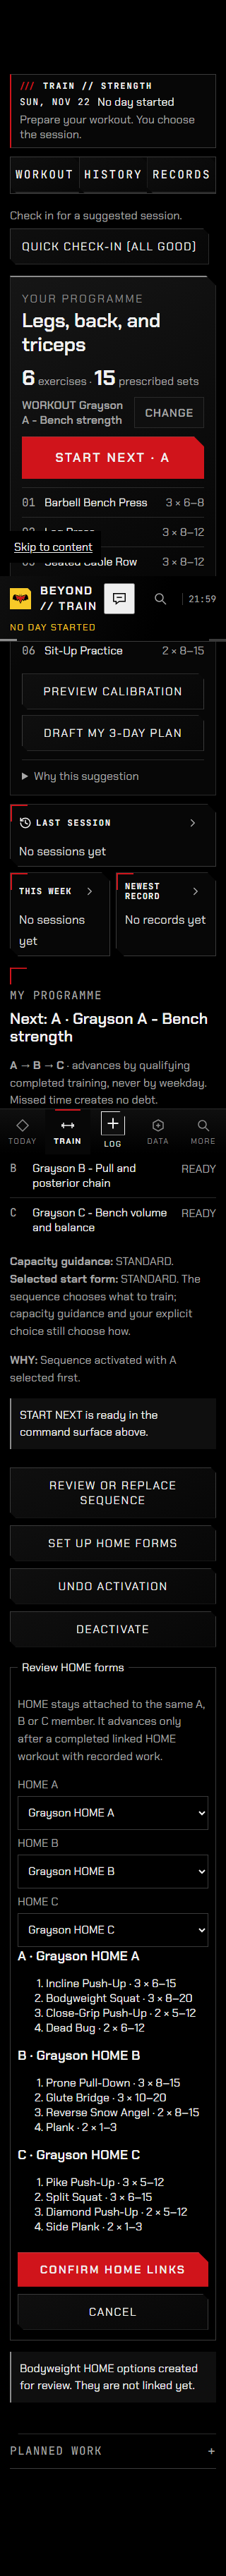 /// TRAIN // STRENGTH
SUN, NOV 22 No day started
Prepare your workout. You choose
the session.
WORKOUT HISTORY RECORDS
Check in for a suggested session.
QUICK CHECK-IN [ALL GOOD]
YOUR PROGRAMME
Legs, back, and
triceps
6 exercises · 15 prescribed sets
WORKOUT Grayson
A - Bench strength
CHANGE
START NEXT · A
01 Barbell Bench Press 3 × 6–8
3 × 8–12
Skip to content
Seated Cable Row 3 × 8–12
BEYOND
// TRAIN
21:59
NO DAY STARTED
06 Sit-Up Practice 2 × 8–15
PREVIEW CALIBRATION
DRAFT MY 3-DAY PLAN
▶ Why this suggestion
LAST SESSION
No sessions yet
THIS WEEK
No sessions
yet
NEWEST
RECORD
No records yet
MY PROGRAMME
Next: A · Grayson A - Bench
strength
A → B → C · advances by qualifying
completed training, never by weekday.
Missed time creates no debt.
TODAY TRAIN LOG DATA MORE
B Grayson B - Pull and
posterior chain
READY
C Grayson C - Bench volume
and balance
READY
Capacity guidance: STANDARD.
Selected start form: STANDARD. The
sequence chooses what to train;
capacity guidance and your explicit
choice still choose how.
WHY: Sequence activated with A
selected first.
START NEXT is ready in the
command surface above.
REVIEW OR REPLACE
SEQUENCE
SET UP HOME FORMS
UNDO ACTIVATION
DEACTIVATE
Review HOME forms
HOME stays attached to the same A,
B or C member. It advances only
after a completed linked HOME
workout with recorded work.
HOME A
Grayson HOME A
HOME B
Grayson HOME B
HOME C
Grayson HOME C
A · Grayson HOME A
1. Incline Push-Up · 3 × 6–15
2. Bodyweight Squat · 3 × 8–20
3. Close-Grip Push-Up · 2 × 5–12
4. Dead Bug · 2 × 6–12
B · Grayson HOME B
1. Prone Pull-Down · 3 × 8–15
2. Glute Bridge · 3 × 10–20
3. Reverse Snow Angel · 2 × 8–15
4. Plank · 2 × 1–3
C · Grayson HOME C
1. Pike Push-Up · 3 × 5–12
2. Split Squat · 3 × 6–15
3. Diamond Push-Up · 2 × 5–12
4. Side Plank · 2 × 1–3
CONFIRM HOME LINKS
CANCEL
Bodyweight HOME options created
for review. They are not linked yet.
PLANNED WORK +